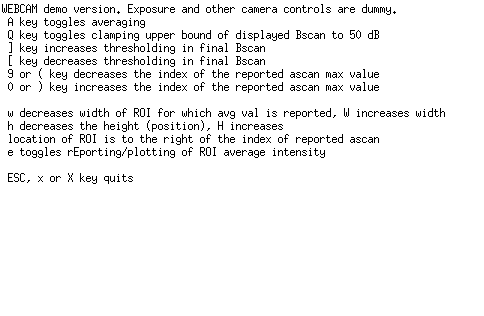 WEBCAM demo version. Exposure and other camera controls are dummy.
A key toggles averaging
Q key toggles clamping upper bound of displayed Bscan to 50 dB
] key increases thresholding in final Bscan
[ key decreases thresholding in final Bscan
9 or ( key decreases the index of the reported ascan max value
0 or ) key increases the index of the reported ascan max value
w decreases width of ROI for which avg val is reported, W increases width
h decreases the height (position), H increases
location of ROI is to the right of the index of reported ascan
e toggles rEporting/plotting of ROI average intensity
ESC, x or X key quits